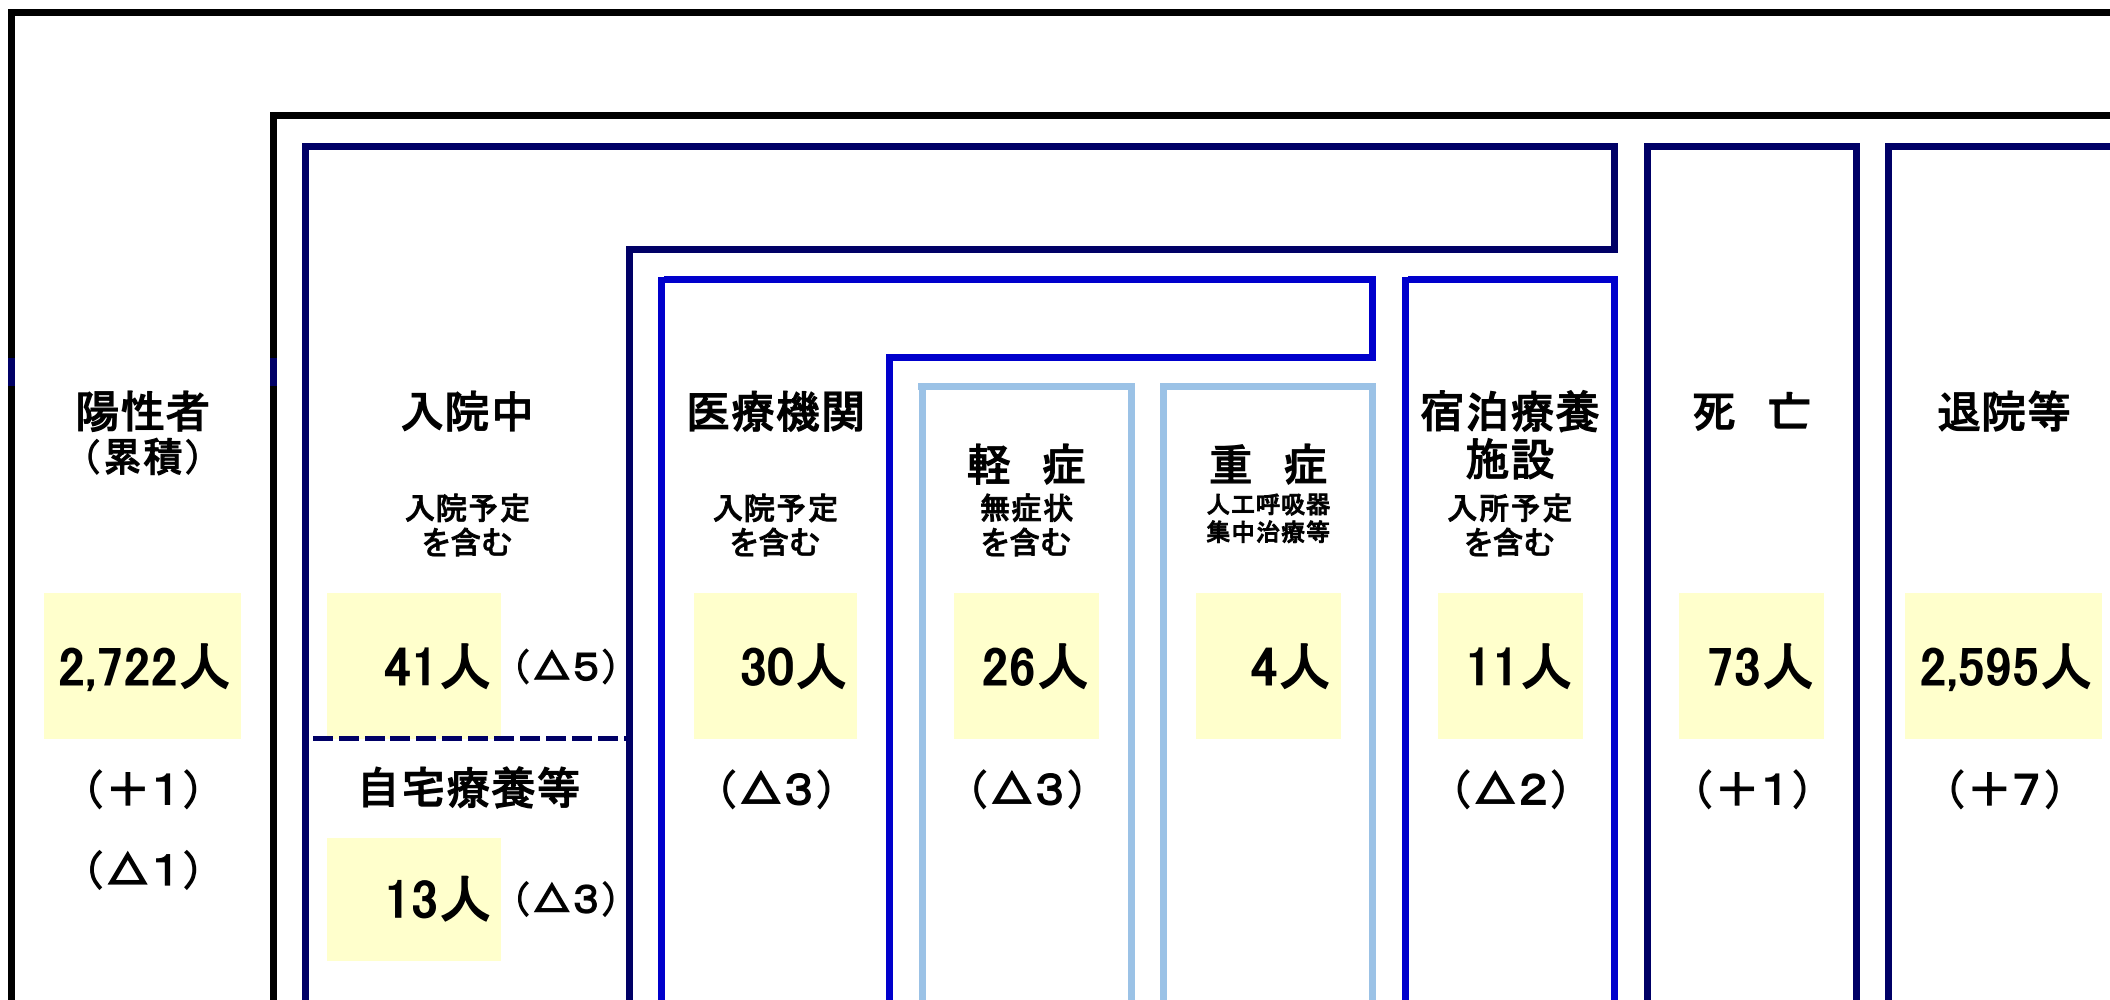 陽性者
（累積）
2,722人
（＋1）
（△1）
入院中
入院予定
を含む
41人（△5）
自宅療養等
13人（△3）
医療機関
入院予定
を含む
30人
（△3）
軽　症
無症状
を含む
26人
（△3）
重　症
人工呼吸器
集中治療等
4人
宿泊療養
施設
入所予定
を含む
11人
（△2）
死　亡
73人
（＋1）
退院等
2,595人
（＋7）